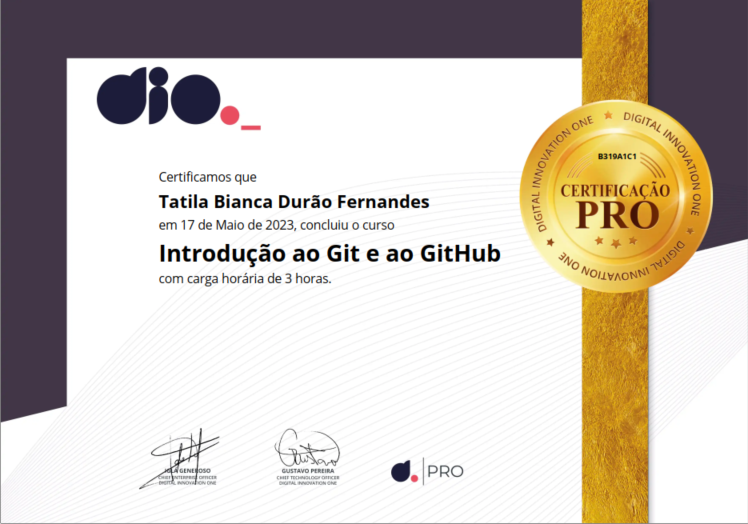 dio._
Certificamos que
Tatila Bianca Durão Fernandes
em 17 de Maio de 2023, concluiu o curso
Introdução ao Git e ao GitHub
com carga horária de 3 horas.
DIGITAL INNOVATION ONE ★ DIGITAL INNOVATION ONE ★ DIGITAL INNOVATION ONE ★
B319A1C1
CERTIFICAÇÃO
PRO
IGLÁ GENEROSO
CHIEF ENTERPRISE OFFICER
DIGITAL INNOVATION ONE
GUSTAVO PEREIRA
CHIEF TECHNOLOGY OFFICER
DIGITAL INNOVATION ONE
d. | PRO